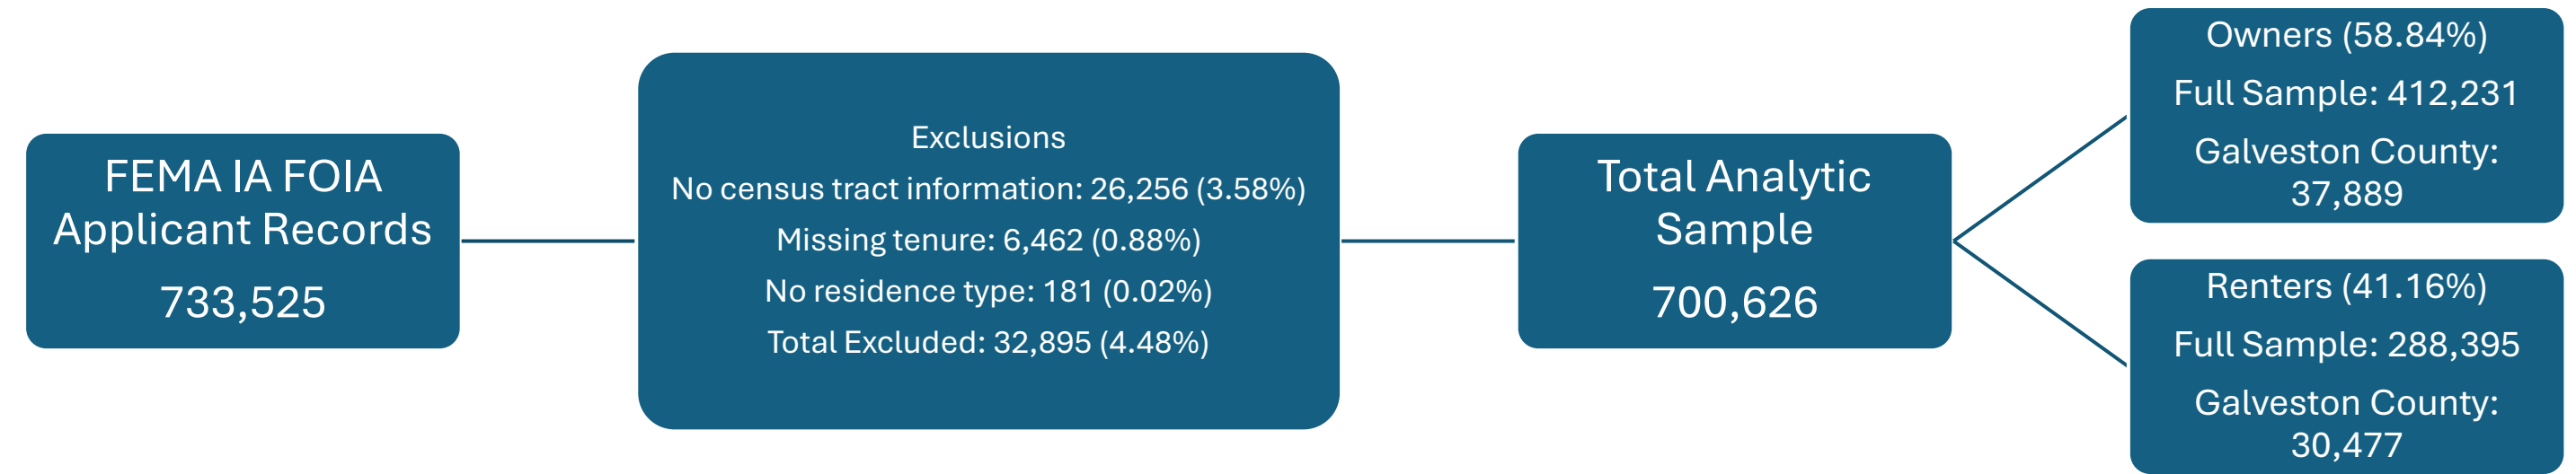 FEMA IA FOIA
Applicant Records
733,525
Exclusions
No census tract information: 26,256 (3.58%)
Missing tenure: 6,462 (0.88%)
No residence type: 181 (0.02%)
Total Excluded: 32,895 (4.48%)
Total Analytic
Sample
700,626
Owners (58.84%)
Full Sample: 412,231
Galveston County:
37,889
Renters (41.16%)
Full Sample: 288,395
Galveston County:
30,477